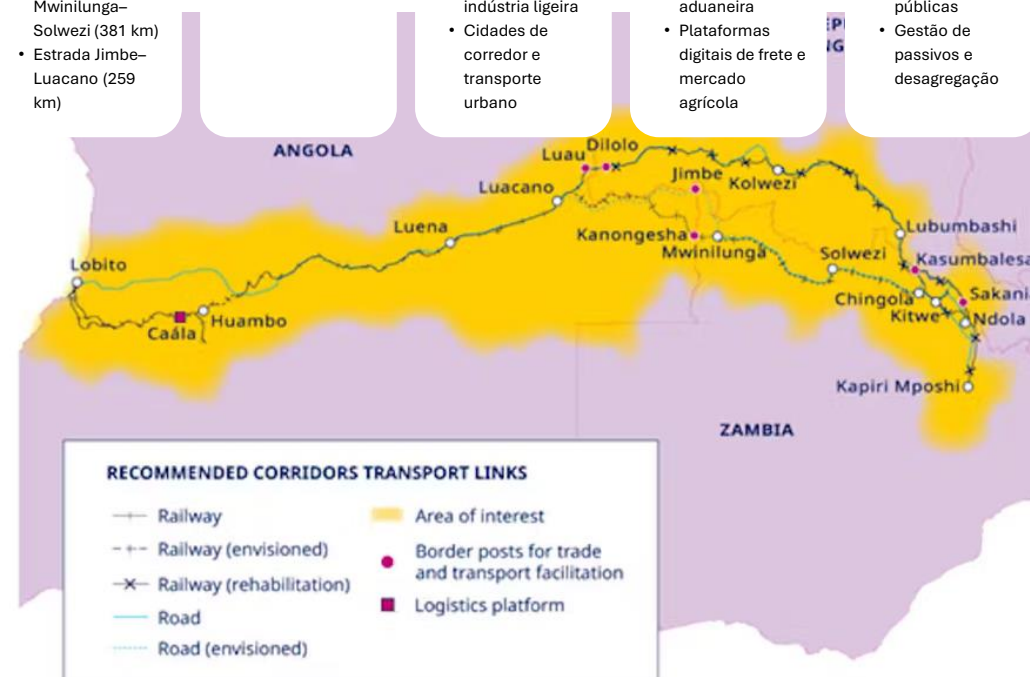 Mwinilunga–
Solwezi (381 km)
• Estrada Jimbe–
Luacano (259
km)
indústria ligeira
• Cidades de
corredor e
transporte
urbano
aduaneira
• Plataformas
digitais de frete e
mercado
agrícola
públicas
• Gestão de
passivos e
desagregação
ANGOLA
Luau
Dilolo
Jimbe
Kolwezi
Luacano
Luena
Kanongesha
Mwinilunga
Lubumbashi
Solwezi
Kasumbalesa
Lobito
Chingola
Sakani
Kitwe
Ndola
Caála
Huambo
Kapiri Mposhi
ZAMBIA
RECOMMENDED CORRIDORS TRANSPORT LINKS
Railway
Railway (envisioned)
Railway (rehabilitation)
Road
Road (envisioned)
Area of interest
Border posts for trade
and transport facilitation
Logistics platform